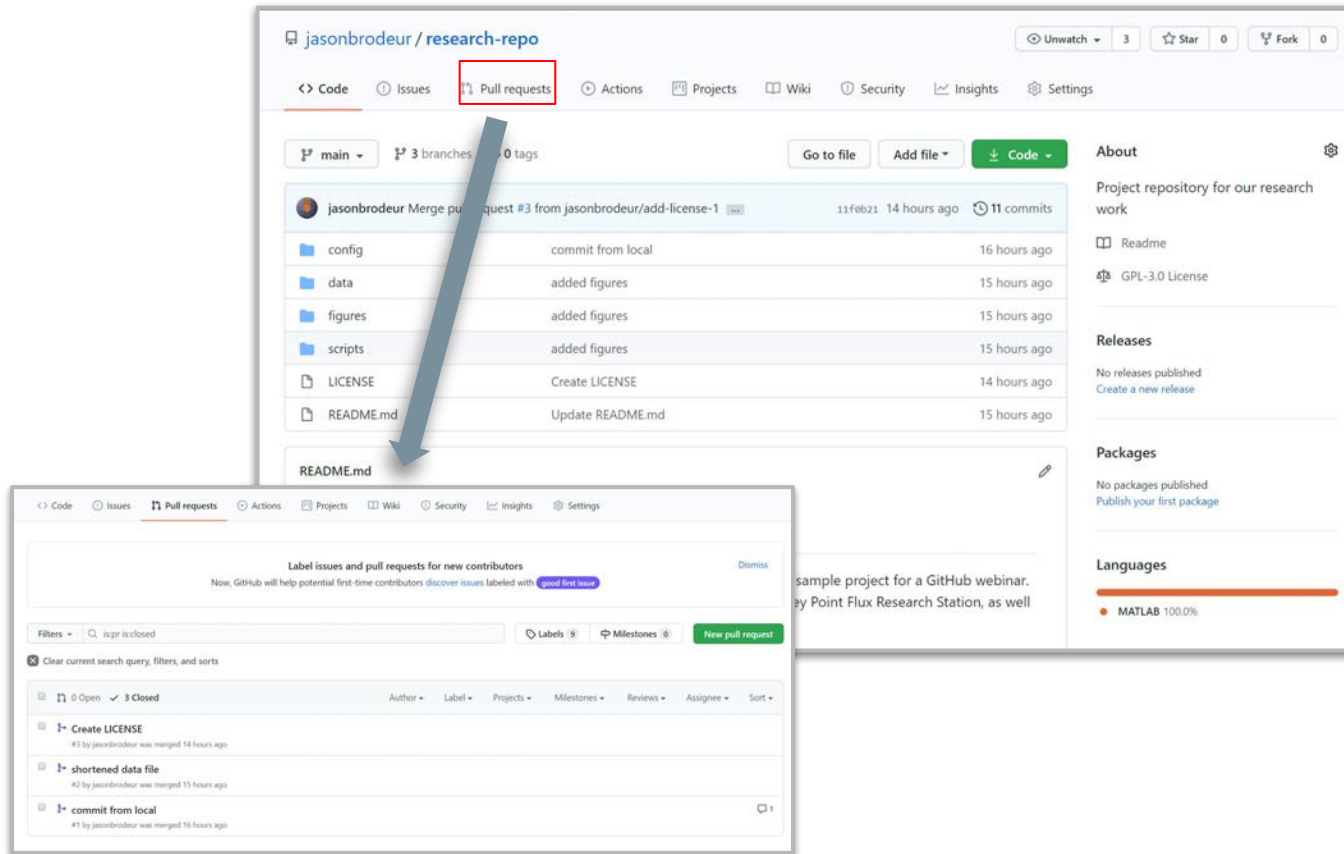 jasonbrodeur / research-repo
Unwatch 3 Star 0 Fork 0
Code Issues Pull requests Actions Projects Wiki Security Insights Settings
main 3 branches 0 tags Go to file Add file Code
jasonbrodeur Merge request #3 from jasonbrodeur/add-license-1 ... 11f0b21 14 hours ago 11 commits
config commit from local 16 hours ago
data added figures 15 hours ago
figures added figures 15 hours ago
scripts added figures 15 hours ago
LICENSE Create LICENSE 14 hours ago
README.md Update README.md 15 hours ago
README.md
sample project for a GitHub webinar.
Point Flux Research Station, as well
About
Project repository for our research
work
Readme
GPL-3.0 License
Releases
No releases published
Create a new release
Packages
No packages published
Publish your first package
Languages
MATLAB 100.0%
Code Issues Pull requests Actions Projects Wiki Security Insights Settings
Label issues and pull requests for new contributors Dismiss
Now, GitHub will help potential first-time contributors discover issues labeled with good first issue
Filters is:pr is:closed Labels 9 Milestones 0 New pull request
Clear current search query, filters, and sorts
0 Open 3 Closed Author Label Projects Milestones Reviews Assignee Sort
Create LICENSE
#3 by jasonbrodeur was merged 14 hours ago
shortened data file
#2 by jasonbrodeur was merged 15 hours ago
commit from local 1
#1 by jasonbrodeur was merged 16 hours ago